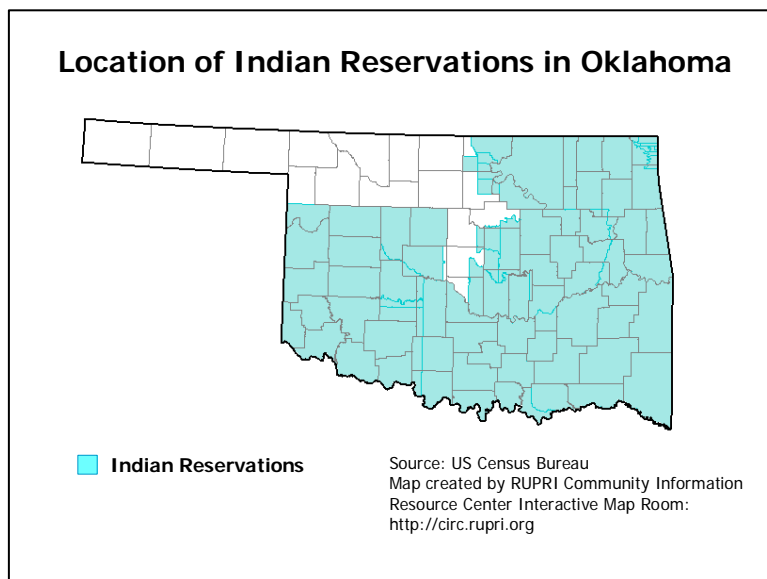 Location of Indian Reservations in Oklahoma
Indian Reservations
Source: US Census Bureau
Map created by RUPRI Community Information
Resource Center Interactive Map Room:
http://circ.rupri.org